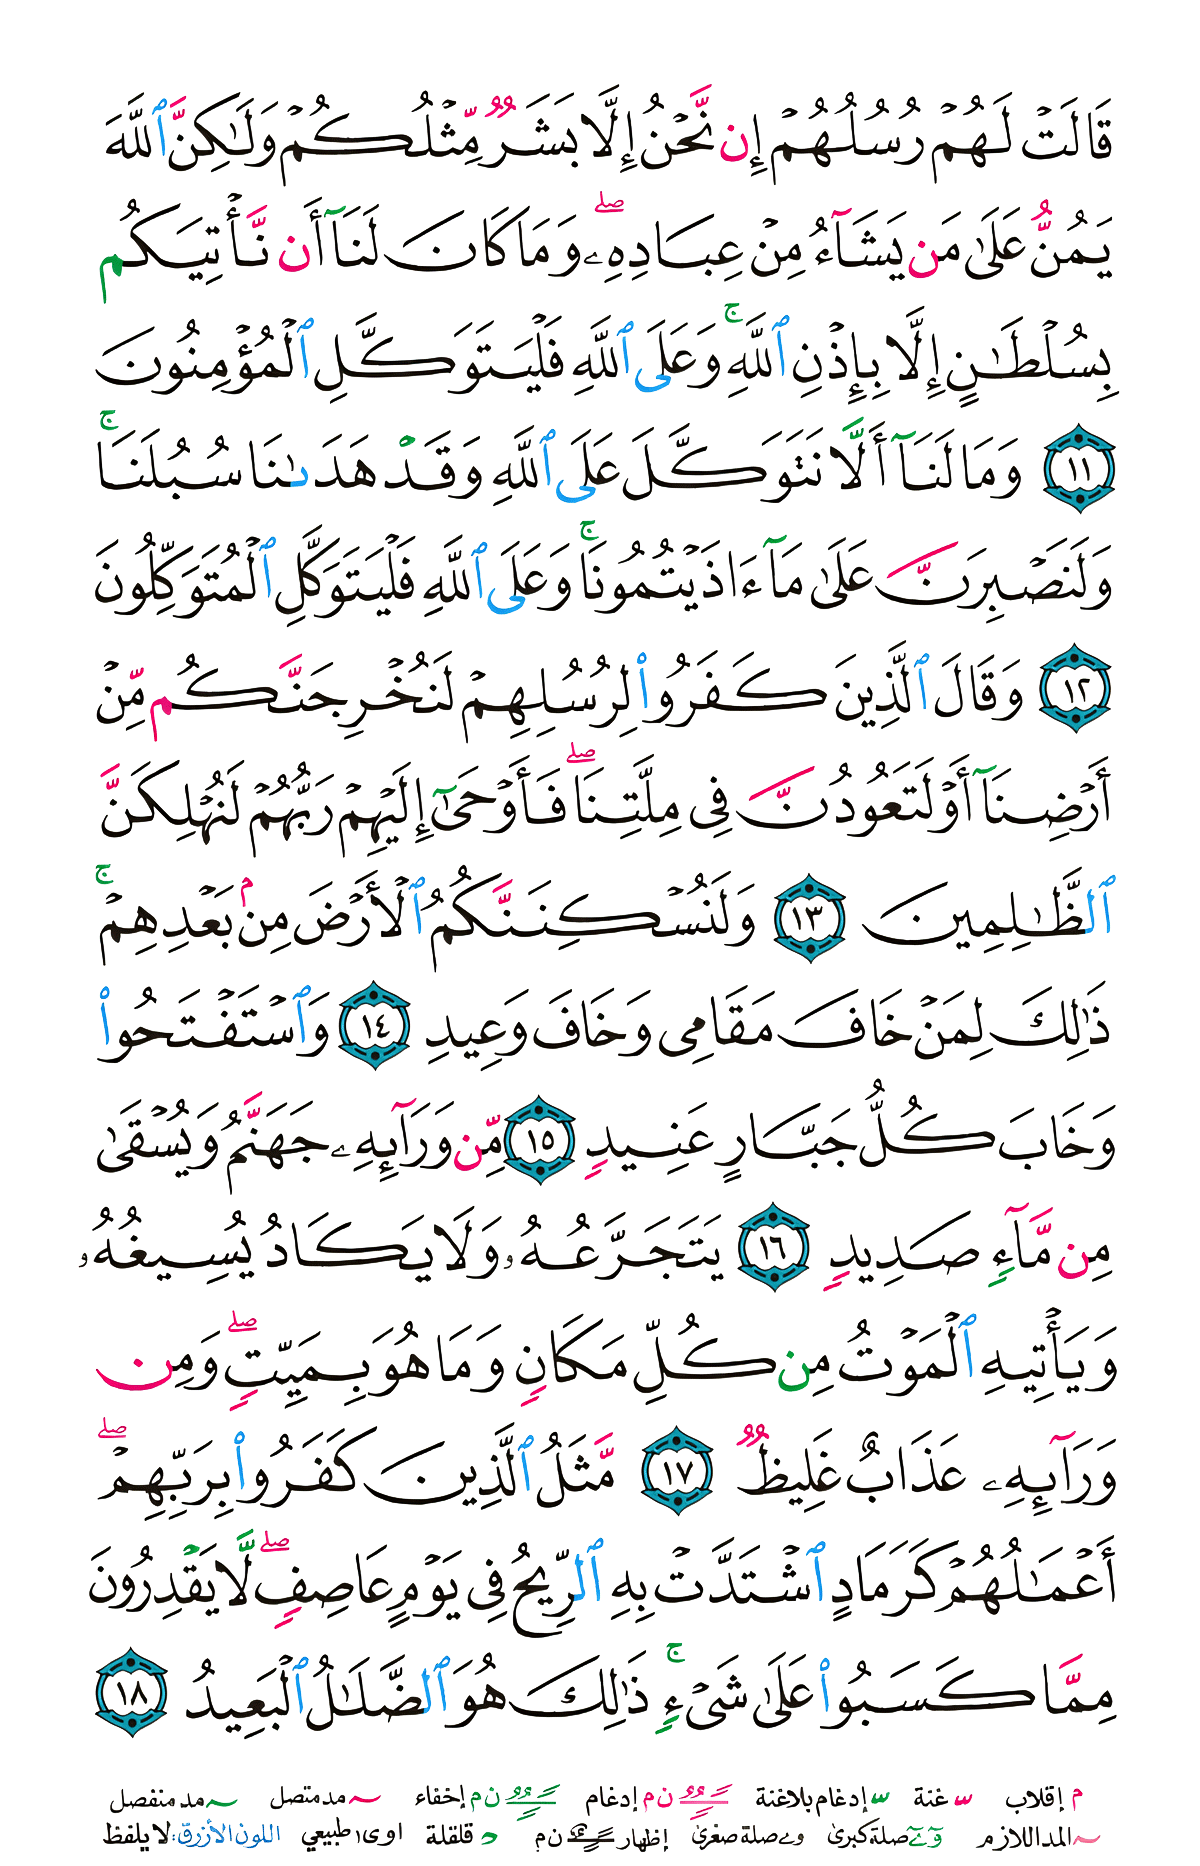 قَالَتْ لَهُمْ رُسُلُهُمْ إِن نَّحْنُ إِلَّا بَشَرٌ مِّثْلُكُمْ وَلَٰكِنَّ ٱللَّهَ
يَمُنُّ عَلَىٰ مَن يَشَآءُ مِنْ عِبَادِهِۦ ۖ وَمَا كَانَ لَنَآ أَن نَّأْتِيَكُم
بِسُلْطَٰنٍ إِلَّا بِإِذْنِ ٱللَّهِ ۚ وَعَلَى ٱللَّهِ فَلْيَتَوَكَّلِ ٱلْمُؤْمِنُونَ
١١ وَمَا لَنَآ أَلَّا نَتَوَكَّلَ عَلَى ٱللَّهِ وَقَدْ هَدَىٰنَا سُبُلَنَا ۚ
وَلَنَصْبِرَنَّ عَلَىٰ مَآ ءَاذَيْتُمُونَا ۚ وَعَلَى ٱللَّهِ فَلْيَتَوَكَّلِ ٱلْمُتَوَكِّلُونَ
١٢ وَقَالَ ٱلَّذِينَ كَفَرُوا۟ لِرُسُلِهِمْ لَنُخْرِجَنَّكُم مِّنْ
أَرْضِنَآ أَوْ لَتَعُودُنَّ فِى مِلَّتِنَا ۖ فَأَوْحَىٰٓ إِلَيْهِمْ رَبُّهُمْ لَنُهْلِكَنَّ
ٱلظَّٰلِمِينَ ١٣ وَلَنُسْكِنَنَّكُمُ ٱلْأَرْضَ مِنۢ بَعْدِهِمْ ۚ
ذَٰلِكَ لِمَنْ خَافَ مَقَامِى وَخَافَ وَعِيدِ ١٤ وَٱسْتَفْتَحُوا۟
وَخَابَ كُلُّ جَبَّارٍ عَنِيدٍ ١٥ مِّن وَرَآئِهِۦ جَهَنَّمُ وَيُسْقَىٰ
مِن مَّآءٍ صَدِيدٍ ١٦ يَتَجَرَّعُهُۥ وَلَا يَكَادُ يُسِيغُهُۥ
وَيَأْتِيهِ ٱلْمَوْتُ مِن كُلِّ مَكَانٍ وَمَا هُوَ بِمَيِّتٍ ۖ وَمِن
وَرَآئِهِۦ عَذَابٌ غَلِيظٌ ١٧ مَّثَلُ ٱلَّذِينَ كَفَرُوا۟ بِرَبِّهِمْ ۖ
أَعْمَٰلُهُمْ كَرَمَادٍ ٱشْتَدَّتْ بِهِ ٱلرِّيحُ فِى يَوْمٍ عَاصِفٍ ۖ لَّا يَقْدِرُونَ
مِمَّا كَسَبُوا۟ عَلَىٰ شَىْءٍ ۚ ذَٰلِكَ هُوَ ٱلضَّلَٰلُ ٱلْبَعِيدُ ١٨
م إقلاب غنة إدغام بلاغنة ن م إدغام ن م إخفاء مد متصل مد منفصل
المد اللازم صلة كبرىٰ و ے صلة صغرىٰ إظهار ن م قلقلة اوى طبيعي اللون الأزرق: لا يلفظ